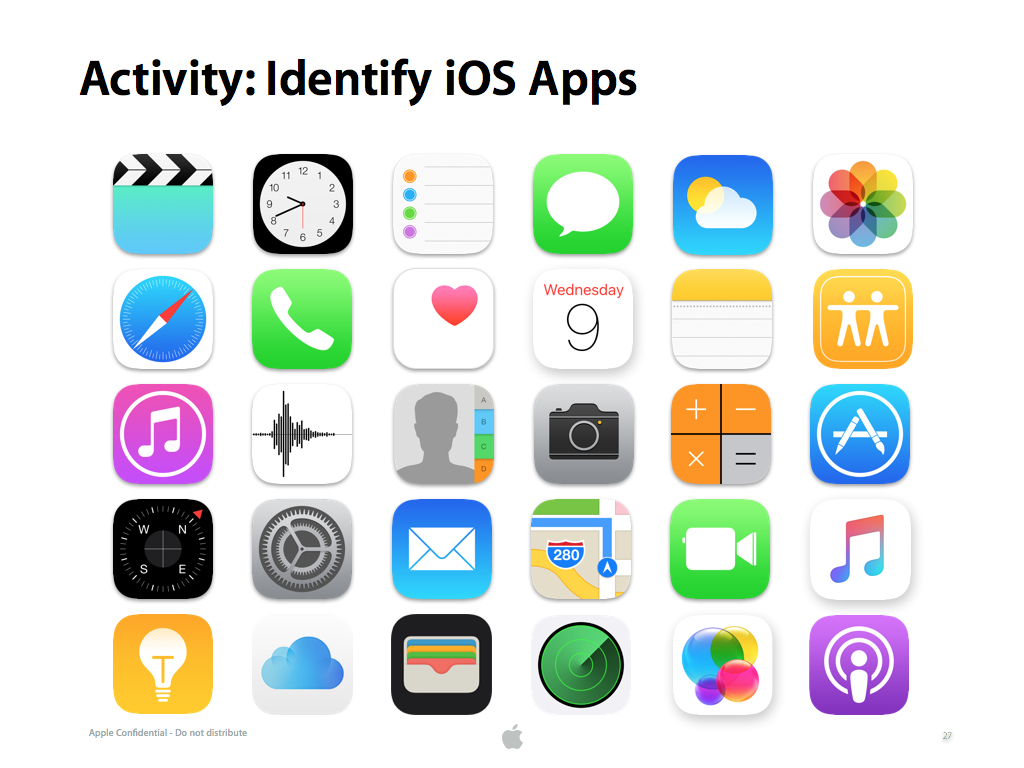 Activity: Identify iOS Apps
11 12 1
10 2
9 3
8 4
7 6 5
Wednesday
9
A
B
C
D
+ −
× =
W N
S E
280
Apple Confidential - Do not distribute
27